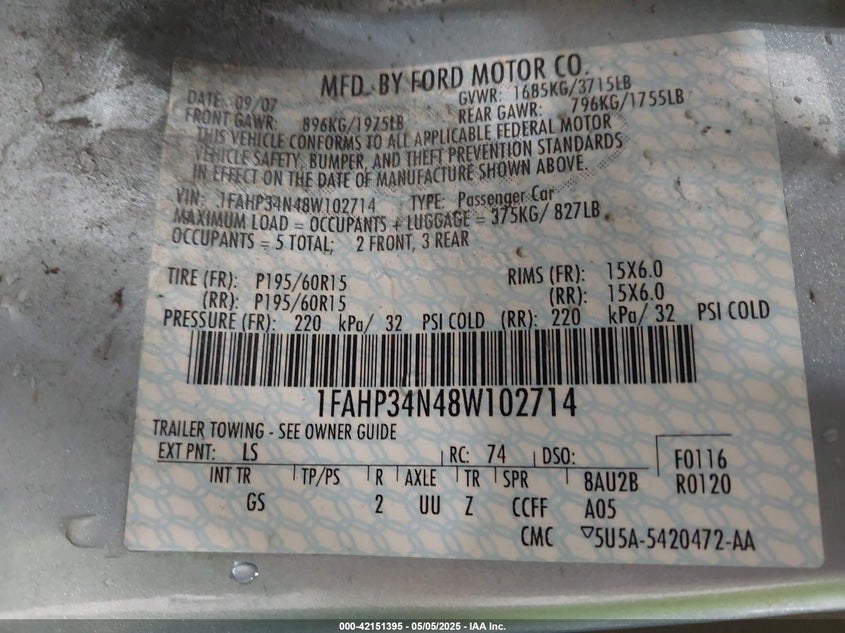 MFD. BY FORD MOTOR CO.
DATE 09/07 GVWR: 1685KG/3715LB
FRONT GAWR: 896KG/1975LB REAR GAWR: 796KG/1755LB
THIS VEHICLE CONFORMS TO ALL APPLICABLE FEDERAL MOTOR
VEHICLE SAFETY, BUMPER, AND THEFT PREVENTION STANDARDS
IN EFFECT ON THE DATE OF MANUFACTURE SHOWN ABOVE.
VIN: 1FAHP34N48W102714 TYPE: Passenger Car
MAXIMUM LOAD = OCCUPANTS + LUGGAGE = 375KG/ 827LB
OCCUPANTS = 5 TOTAL; 2 FRONT, 3 REAR
TIRE (FR): P195/60R15 RIMS (FR): 15X6.0
(RR): P195/60R15 (RR): 15X6.0
PRESSURE (FR): 220 kPa/ 32 PSI COLD (RR): 220 kPa/ 32 PSI COLD
1FAHP34N48W102714
TRAILER TOWING - SEE OWNER GUIDE
EXT PNT: LS RC: 74 DSO: F0116
INT TR TP/PS R AXLE TR SPR 8AU2B R0120
GS 2 UU Z CCFF A05
CMC ▽5U5A-5420472-AA
000-42151395 - 05/05/2025 - IAA Inc.